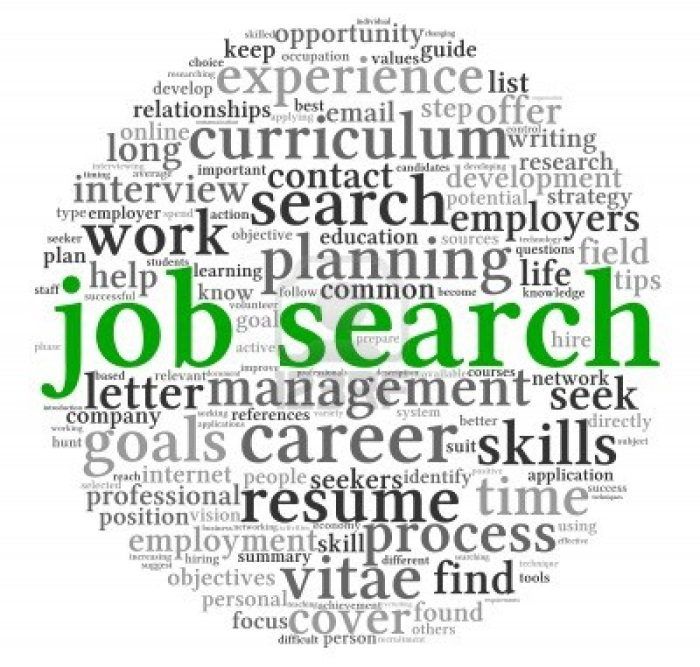 individual
skilled opportunity changing
keep occupation values guide
choice
researching experience list
develop
relationships best email step offer
communication applying
online curriculum control writing
long
interviewing important contact candidates developing research
timing average interview development
search potential strategy
type employer spend action employers
work objective education sources technology
seeker questions field
plan students planning life
help learning tips
staff successful know follow common become knowledge
volunteer
job search
goal
phase active prepare hire
improve
based relevant document professionals description available courses network
letter management seek
introduction company seeking references variety system better directly
working applications
hunt goals career suit skills subject
reach internet people seekers identify positive application
selected success
professional resume time techniques
position vision
business networking activities economy using
employment skill process effective
increasing hiring summary different searching
suggest technique
objectives vitae find tools
personal teaching achievement requirements
focus cover found
others
difficult person recruitment